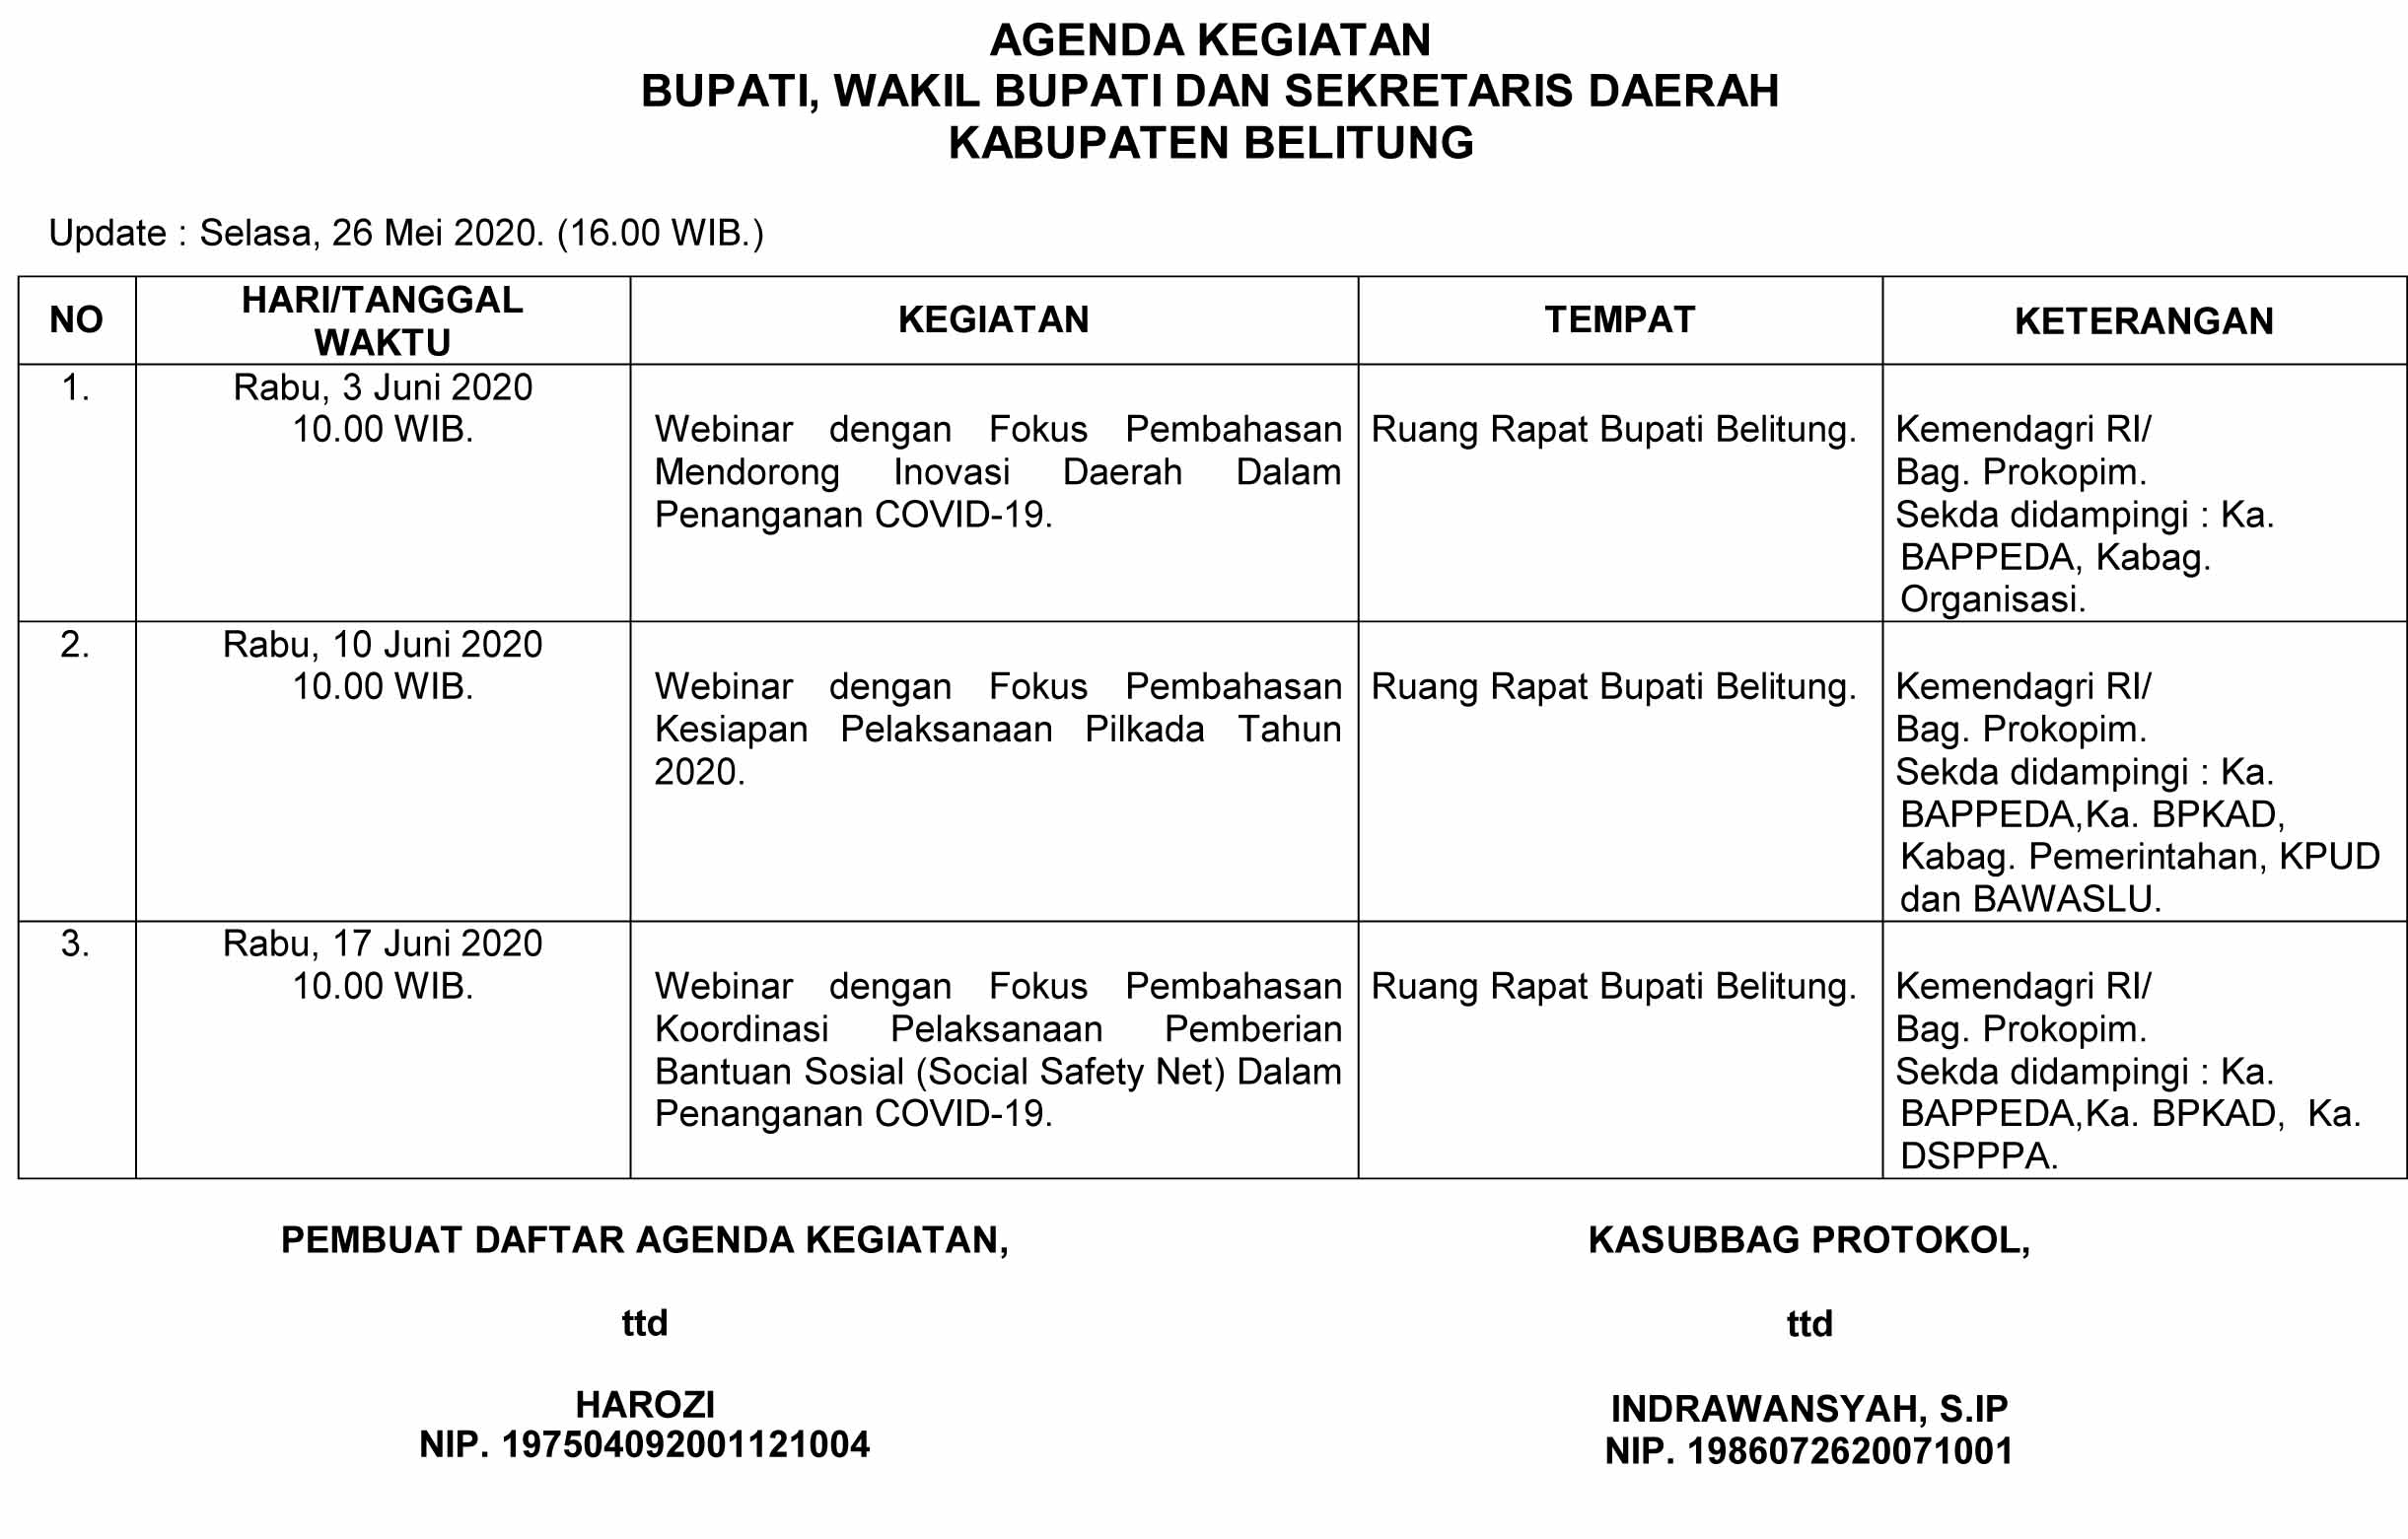 AGENDA KEGIATAN
BUPATI, WAKIL BUPATI DAN SEKRETARIS DAERAH
KABUPATEN BELITUNG
Update : Selasa, 26 Mei 2020. (16.00 WIB.)
NO
HARI/TANGGAL
WAKTU
KEGIATAN
TEMPAT
KETERANGAN
1.
Rabu, 3 Juni 2020
10.00 WIB.
Webinar dengan Fokus Pembahasan
Mendorong Inovasi Daerah Dalam
Penanganan COVID-19.
Ruang Rapat Bupati Belitung.
Kemendagri RI/
Bag. Prokopim.
Sekda didampingi : Ka.
BAPPEDA, Kabag.
Organisasi.
2.
Rabu, 10 Juni 2020
10.00 WIB.
Webinar dengan Fokus Pembahasan
Kesiapan Pelaksanaan Pilkada Tahun
2020.
Ruang Rapat Bupati Belitung.
Kemendagri RI/
Bag. Prokopim.
Sekda didampingi : Ka.
BAPPEDA,Ka. BPKAD,
Kabag. Pemerintahan, KPUD
dan BAWASLU.
3.
Rabu, 17 Juni 2020
10.00 WIB.
Webinar dengan Fokus Pembahasan
Koordinasi Pelaksanaan Pemberian
Bantuan Sosial (Social Safety Net) Dalam
Penanganan COVID-19.
Ruang Rapat Bupati Belitung.
Kemendagri RI/
Bag. Prokopim.
Sekda didampingi : Ka.
BAPPEDA,Ka. BPKAD, Ka.
DSPPPA.
PEMBUAT DAFTAR AGENDA KEGIATAN,
ttd
HAROZI
NIP. 197504092001121004
KASUBBAG PROTOKOL,
ttd
INDRAWANSYAH, S.IP
NIP. 1986072620071001